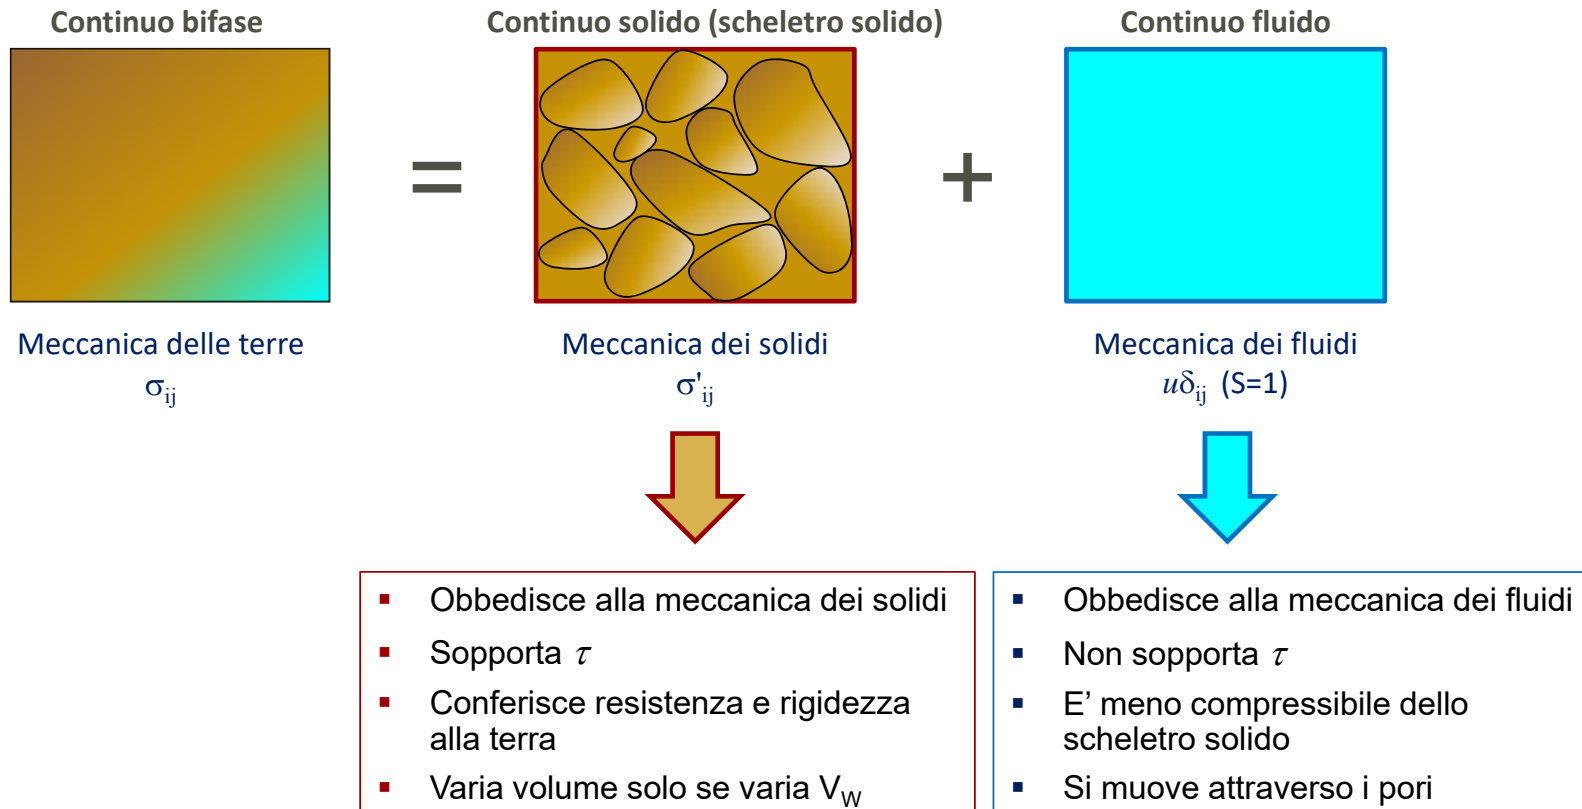 Continuo bifase
Continuo solido (scheletro solido)
Continuo fluido
=
+
Meccanica delle terre
σij
Meccanica dei solidi
σ'ij
Meccanica dei fluidi
uδij (S=1)
▪ Obbedisce alla meccanica dei solidi
▪ Sopporta τ
▪ Conferisce resistenza e rigidezza
alla terra
▪ Varia volume solo se varia VW
▪ Obbedisce alla meccanica dei fluidi
▪ Non sopporta τ
▪ E’ meno compressibile dello
scheletro solido
▪ Si muove attraverso i pori